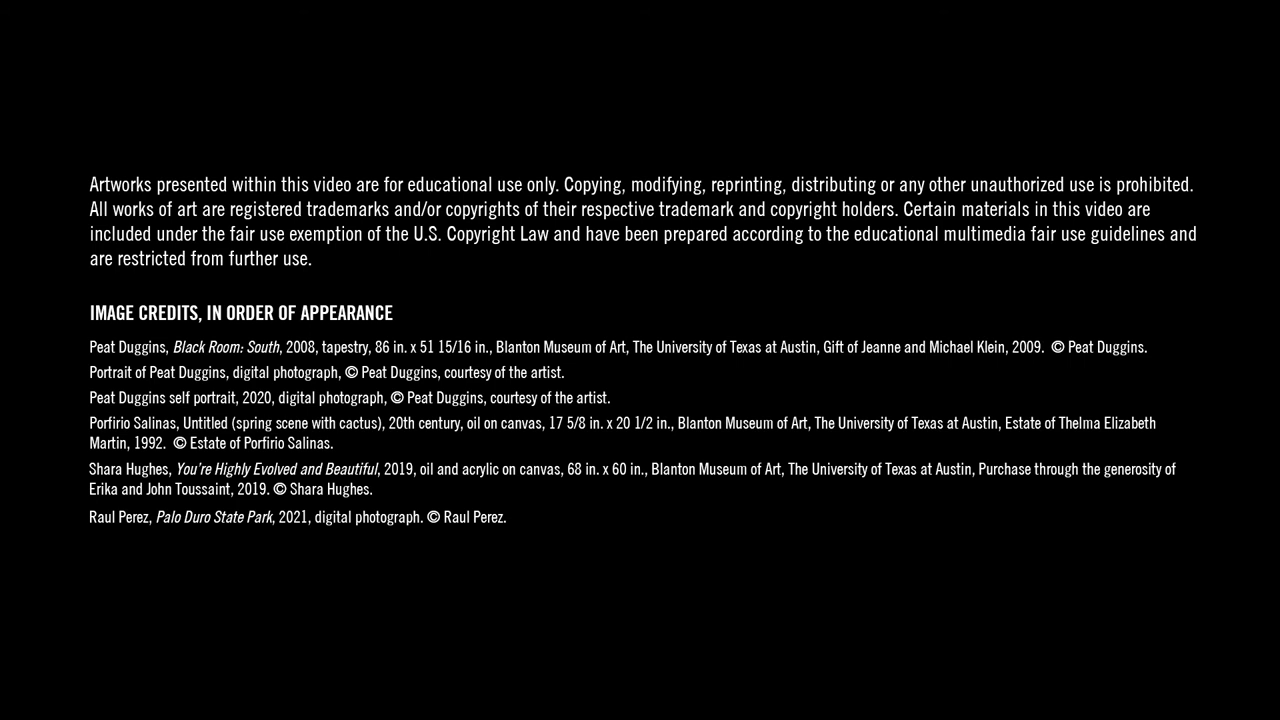 Artworks presented within this video are for educational use only. Copying, modifying, reprinting, distributing or any other unauthorized use is prohibited.
All works of art are registered trademarks and/or copyrights of their respective trademark and copyright holders. Certain materials in this video are
included under the fair use exemption of the U.S. Copyright Law and have been prepared according to the educational multimedia fair use guidelines and
are restricted from further use.
IMAGE CREDITS, IN ORDER OF APPEARANCE
Peat Duggins, Black Room: South, 2008, tapestry, 86 in. x 51 15/16 in., Blanton Museum of Art, The University of Texas at Austin, Gift of Jeanne and Michael Klein, 2009.  © Peat Duggins.
Portrait of Peat Duggins, digital photograph, © Peat Duggins, courtesy of the artist.
Peat Duggins self portrait, 2020, digital photograph, © Peat Duggins, courtesy of the artist.
Porfirio Salinas, Untitled (spring scene with cactus), 20th century, oil on canvas, 17 5/8 in. x 20 1/2 in., Blanton Museum of Art, The University of Texas at Austin, Estate of Thelma Elizabeth
Martin, 1992.  © Estate of Porfirio Salinas.
Shara Hughes, You're Highly Evolved and Beautiful, 2019, oil and acrylic on canvas, 68 in. x 60 in., Blanton Museum of Art, The University of Texas at Austin, Purchase through the generosity of
Erika and John Toussaint, 2019. © Shara Hughes.
Raul Perez, Palo Duro State Park, 2021, digital photograph. © Raul Perez.